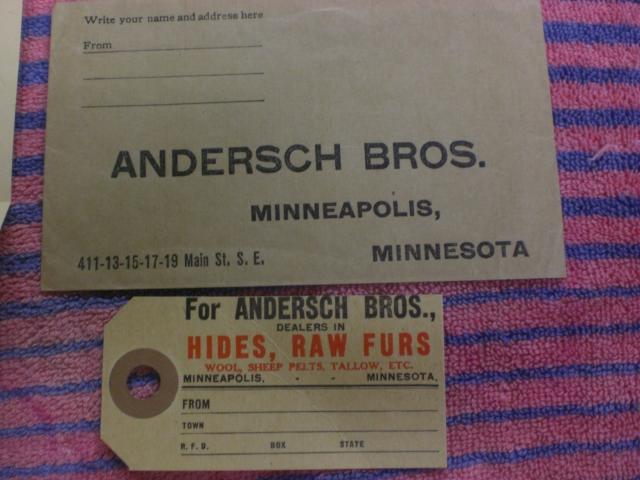 Write your name and address here
From
ANDERSCH BROS.
MINNEAPOLIS,
MINNESOTA
411-13-15-17-19 Main St. S. E.
For ANDERSCH BROS.,
DEALERS IN
HIDES, RAW FURS
WOOL, SHEEP PELTS, TALLOW, ETC.
MINNEAPOLIS, - - MINNESOTA.
FROM
TOWN
R. F. D. BOX STATE